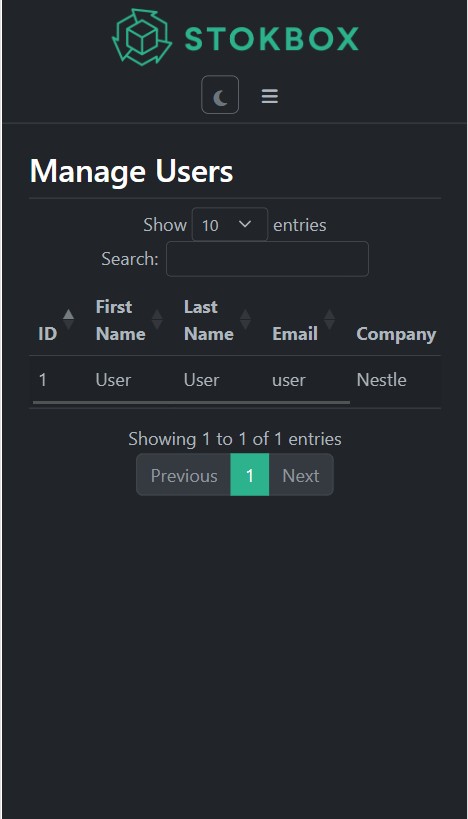 STOKBOX
Manage Users
Show 10 entries
Search:
ID First Name Last Name Email Company
1 User User user Nestle
Showing 1 to 1 of 1 entries
Previous 1 Next